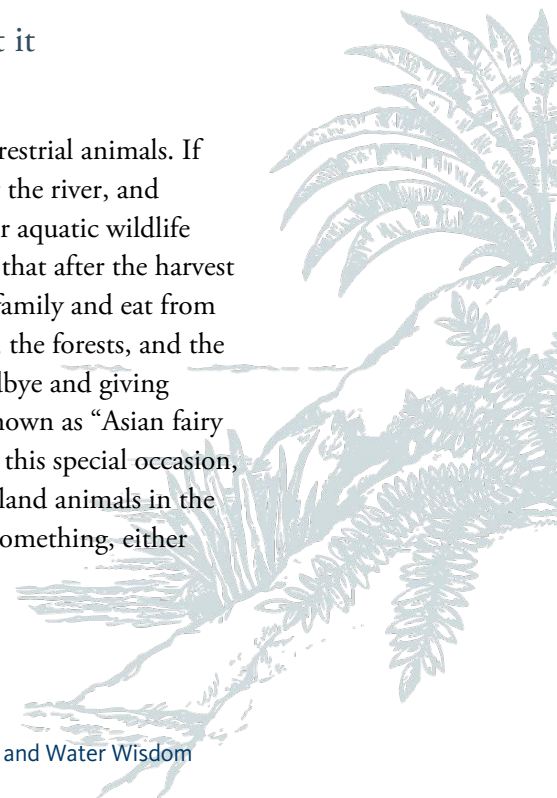 t it
restrial animals. If
the river, and
r aquatic wildlife
that after the harvest
family and eat from
the forests, and the
dbye and giving
nown as “Asian fairy
this special occasion,
land animals in the
omething, either
and Water Wisdom